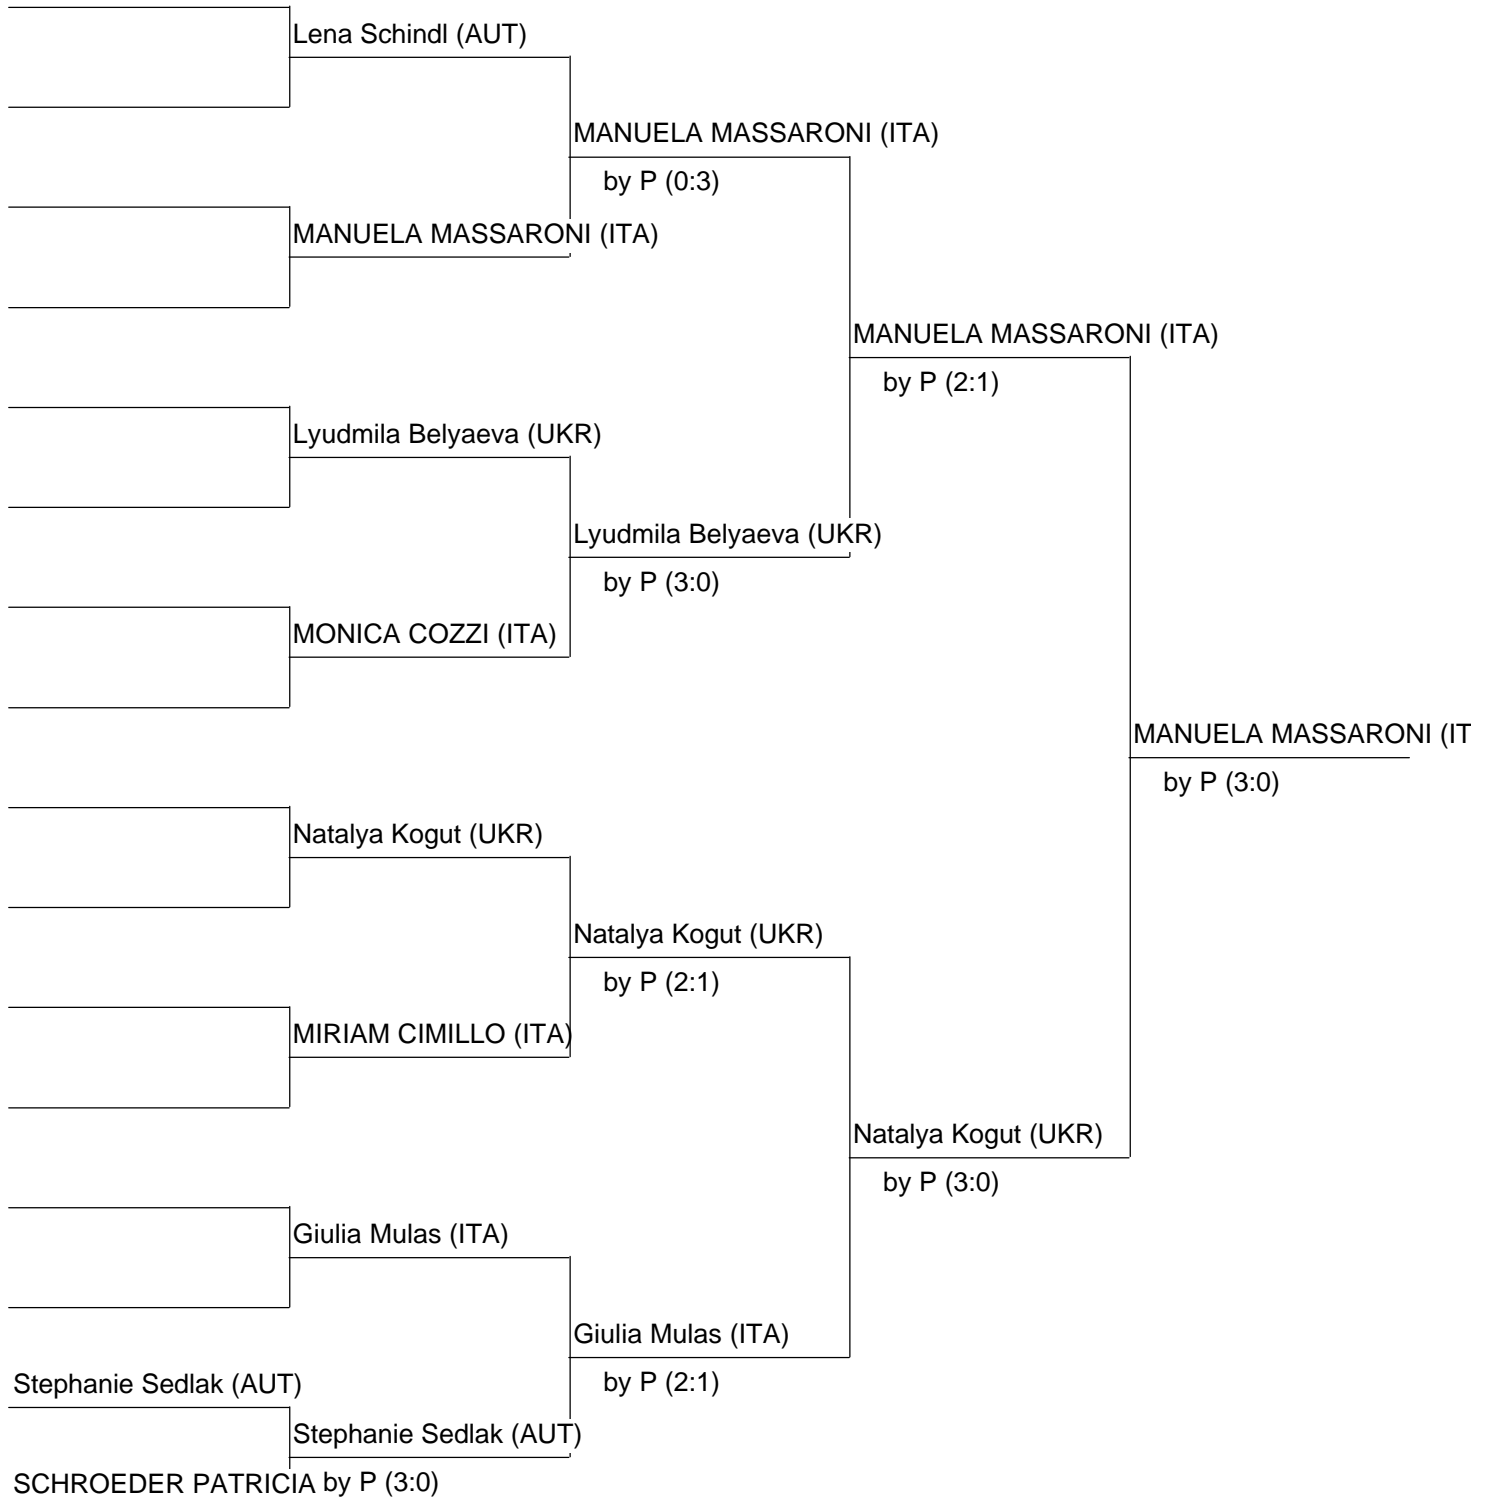 Lena Schindl (AUT)
MANUELA MASSARONI (ITA)
by P (0:3)
MANUELA MASSARONI (ITA)
MANUELA MASSARONI (ITA)
by P (2:1)
Lyudmila Belyaeva (UKR)
Lyudmila Belyaeva (UKR)
by P (3:0)
MONICA COZZI (ITA)
MANUELA MASSARONI (IT
by P (3:0)
Natalya Kogut (UKR)
Natalya Kogut (UKR)
by P (2:1)
MIRIAM CIMILLO (ITA)
Natalya Kogut (UKR)
by P (3:0)
Giulia Mulas (ITA)
Giulia Mulas (ITA)
by P (2:1)
Stephanie Sedlak (AUT)
Stephanie Sedlak (AUT)
SCHROEDER PATRICIA by P (3:0)